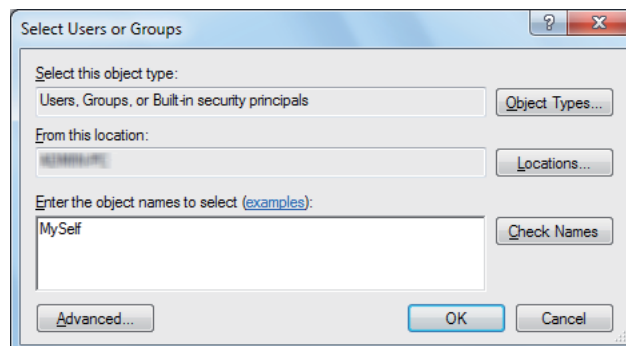 Select Users or Groups
Select this object type:
Users, Groups, or Built-in security principals
Object Types...
From this location:
Locations...
Enter the object names to select (examples):
MySelf
Check Names
Advanced...
OK
Cancel